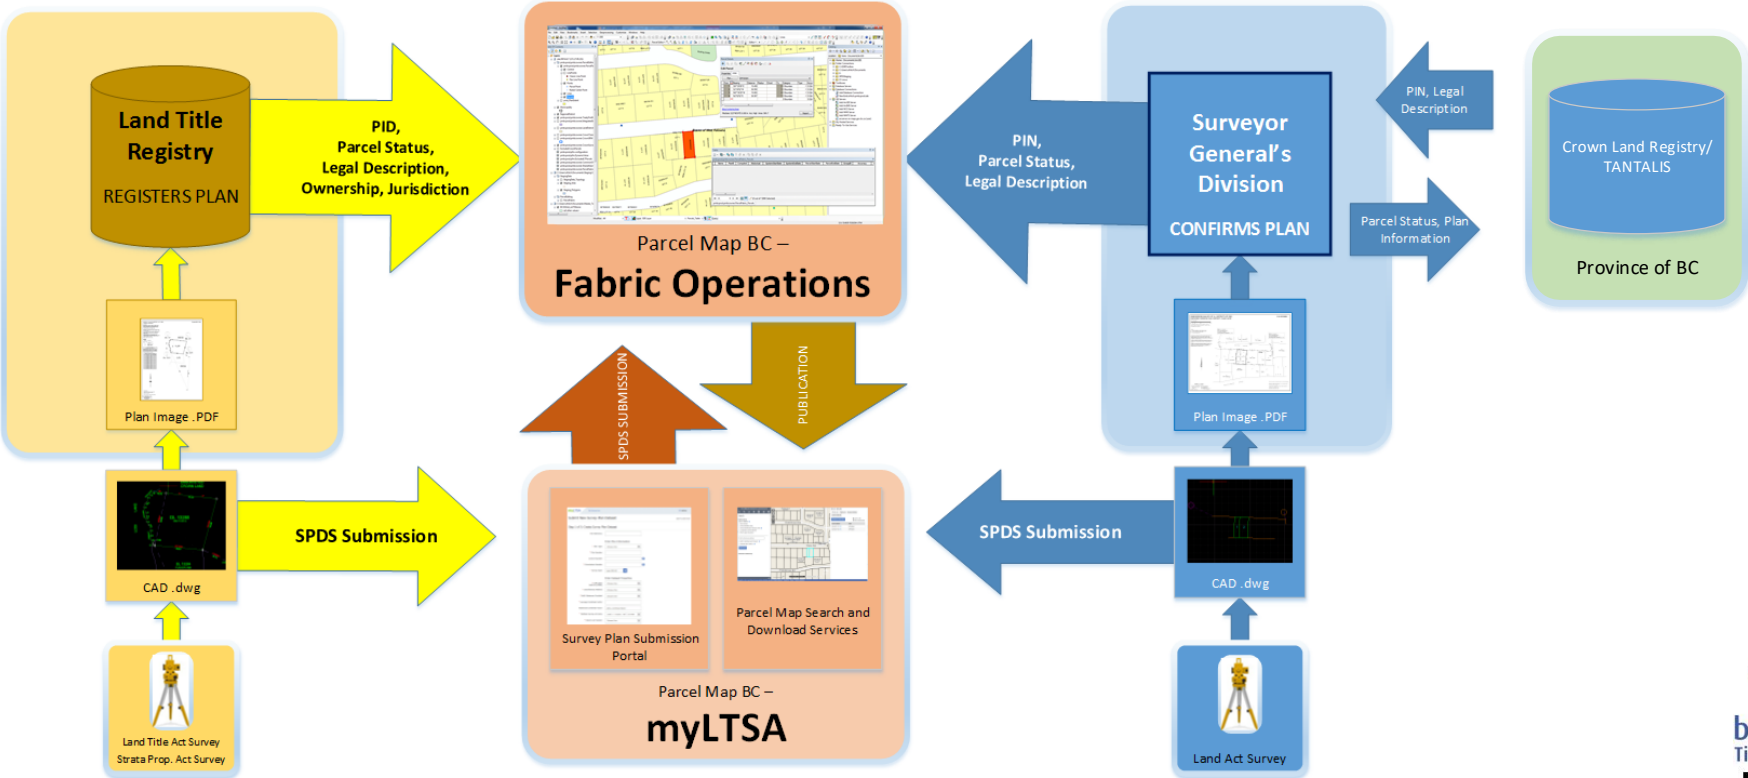 Land Title
Registry
REGISTERS PLAN
PID,
Parcel Status,
Legal Description,
Ownership, Jurisdiction
Parcel Map BC –
Fabric Operations
PIN,
Parcel Status,
Legal Description
Surveyor
General's
Division
CONFIRMS PLAN
PIN, Legal
Description
Parcel Status, Plan
Information
Crown Land Registry/
TANTALIS
Province of BC
Plan Image .PDF
SPDS SUBMISSION
PUBLICATION
Plan Image .PDF
CAD .dwg
SPDS Submission
Survey Plan Submission
Portal
Parcel Map Search and
Download Services
SPDS Submission
CAD .dwg
Parcel Map BC –
myLTSA
Land Title Act Survey
Strata Prop. Act Survey
Land Act Survey
b
Ti